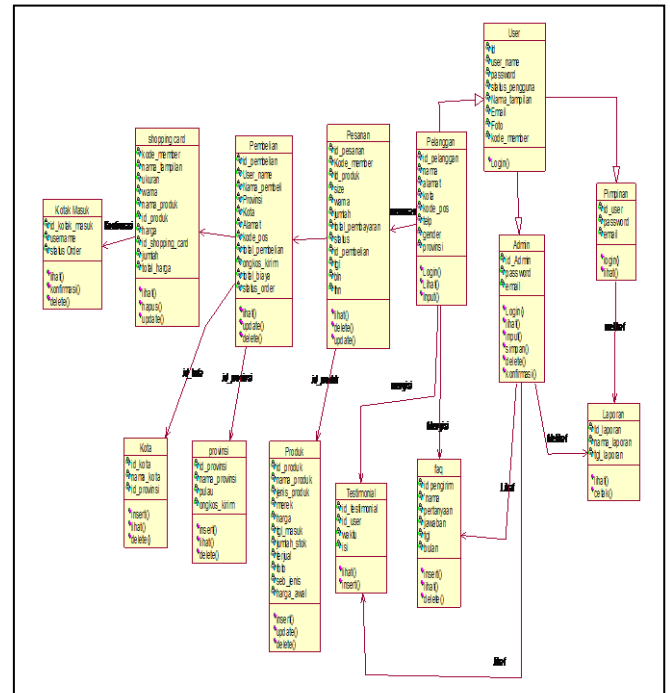 User
id
user_name
password
status_pengguna
Nama_tampilan
Email
Foto
kode_member
Login()
shopping card
kode_member
nama_tampilan
ukuran
warna
nama_produk
id_produk
harga
id_shopping_card
jumlah
total_harga
lihat()
hapus()
update()
Pembelian
id_pembelian
User_name
Nama_pembeli
Provinsi
Kota
Alamat
kode_pos
total_pembelian
ongkos_kirim
total_biaya
status_order
lihat()
update()
delete()
Pesanan
id_pesanan
Kode_member
id_produk
size
warna
jumlah
total_pembayaran
status
id_pembelian
tgl
bln
thn
lihat()
delete()
update()
Pelanggan
id_pelanggan
nama
alamat
kota
kode_pos
telp
gender
provinsi
Login()
Lihat()
Input()
Kotak Masuk
id_kotak_masuk
username
status Order
lihat()
konfirmasi()
delete()
Pimpinan
id_user
password
email
login()
lihat()
Admin
id_Admin
password
email
Login()
lihat()
input()
simpan()
delete()
konfirmasi()
id_provinsi
id_produk
mengisi
Mengisi
Laporan
id_laporan
nama_laporan
tgl_laporan
lihat()
cetak()
Kota
id_kota
nama_kota
id_provinsi
insert()
lihat()
delete()
provinsi
id_provinsi
nama_provinsi
pulau
ongkos_kirim
insert()
lihat()
delete()
Produk
id_produk
nama_produk
jenis_produk
merek
harga
tgl_masuk
jumlah_stok
terjual
foto
seb_jenis
harga_awal
insert()
update()
delete()
Testimonial
id_testimonial
id_user
waktu
isi
lihat()
insert()
faq
id pengirim
nama
pertanyaan
jawaban
tgl
bulan
insert()
lihat()
delete()